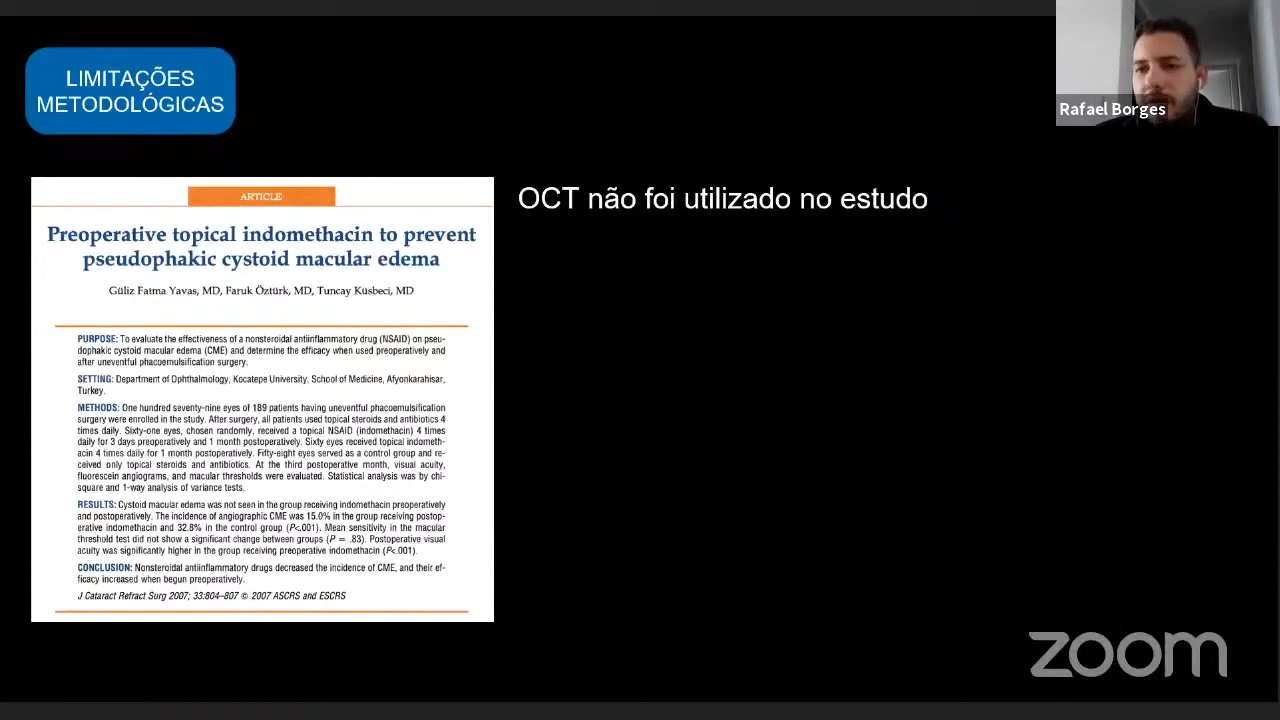 LIMITAÇÕES
METODOLÓGICAS
Rafael Borges
ARTICLE
Preoperative topical indomethacin to prevent
pseudophakic cystoid macular edema
Güliz Fatma Yavas, MD, Faruk Öztürk, MD, Tuncay Küsbeci, MD
PURPOSE: To evaluate the effectiveness of a nonsteroidal antiinflammatory drug (NSAID) on pseu-
dophakic cystoid macular edema (CME) and determine the efficacy when used preoperatively and
after uneventful phacoemulsification surgery.
SETTING: Department of Ophthalmology, Kocatepe University, School of Medicine, Afyonkarahisar,
Turkey.
METHODS: One hundred seventy-nine eyes of 189 patients having uneventful phacoemulsification
surgery were enrolled in the study. After surgery, all patients used topical steroids and antibiotics 4
times daily. Sixty-one eyes, chosen randomly, received a topical NSAID (indomethacin) 4 times
daily for 3 days preoperatively and 1 month postoperatively. Sixty eyes received topical indometh-
acin 4 times daily for 1 month postoperatively. Fifty-eight eyes served as a control group and re-
ceived only topical steroids and antibiotics. At the third postoperative month, visual acuity,
fluorescein angiograms, and macular thresholds were evaluated. Statistical analysis was by chi-
square and 1-way analysis of variance tests.
RESULTS: Cystoid macular edema was not seen in the group receiving indomethacin preoperatively
and postoperatively. The incidence of angiographic CME was 15.0% in the group receiving postop-
erative indomethacin and 32.8% in the control group (P<.001). Mean sensitivity in the macular
threshold test did not show a significant change between groups (P = .83). Postoperative visual
acuity was significantly higher in the group receiving preoperative indomethacin (P<.001).
CONCLUSION: Nonsteroidal antiinflammatory drugs decreased the incidence of CME, and their ef-
ficacy increased when begun preoperatively.
J Cataract Refract Surg 2007; 33:804–807 © 2007 ASCRS and ESCRS
OCT não foi utilizado no estudo
zoom